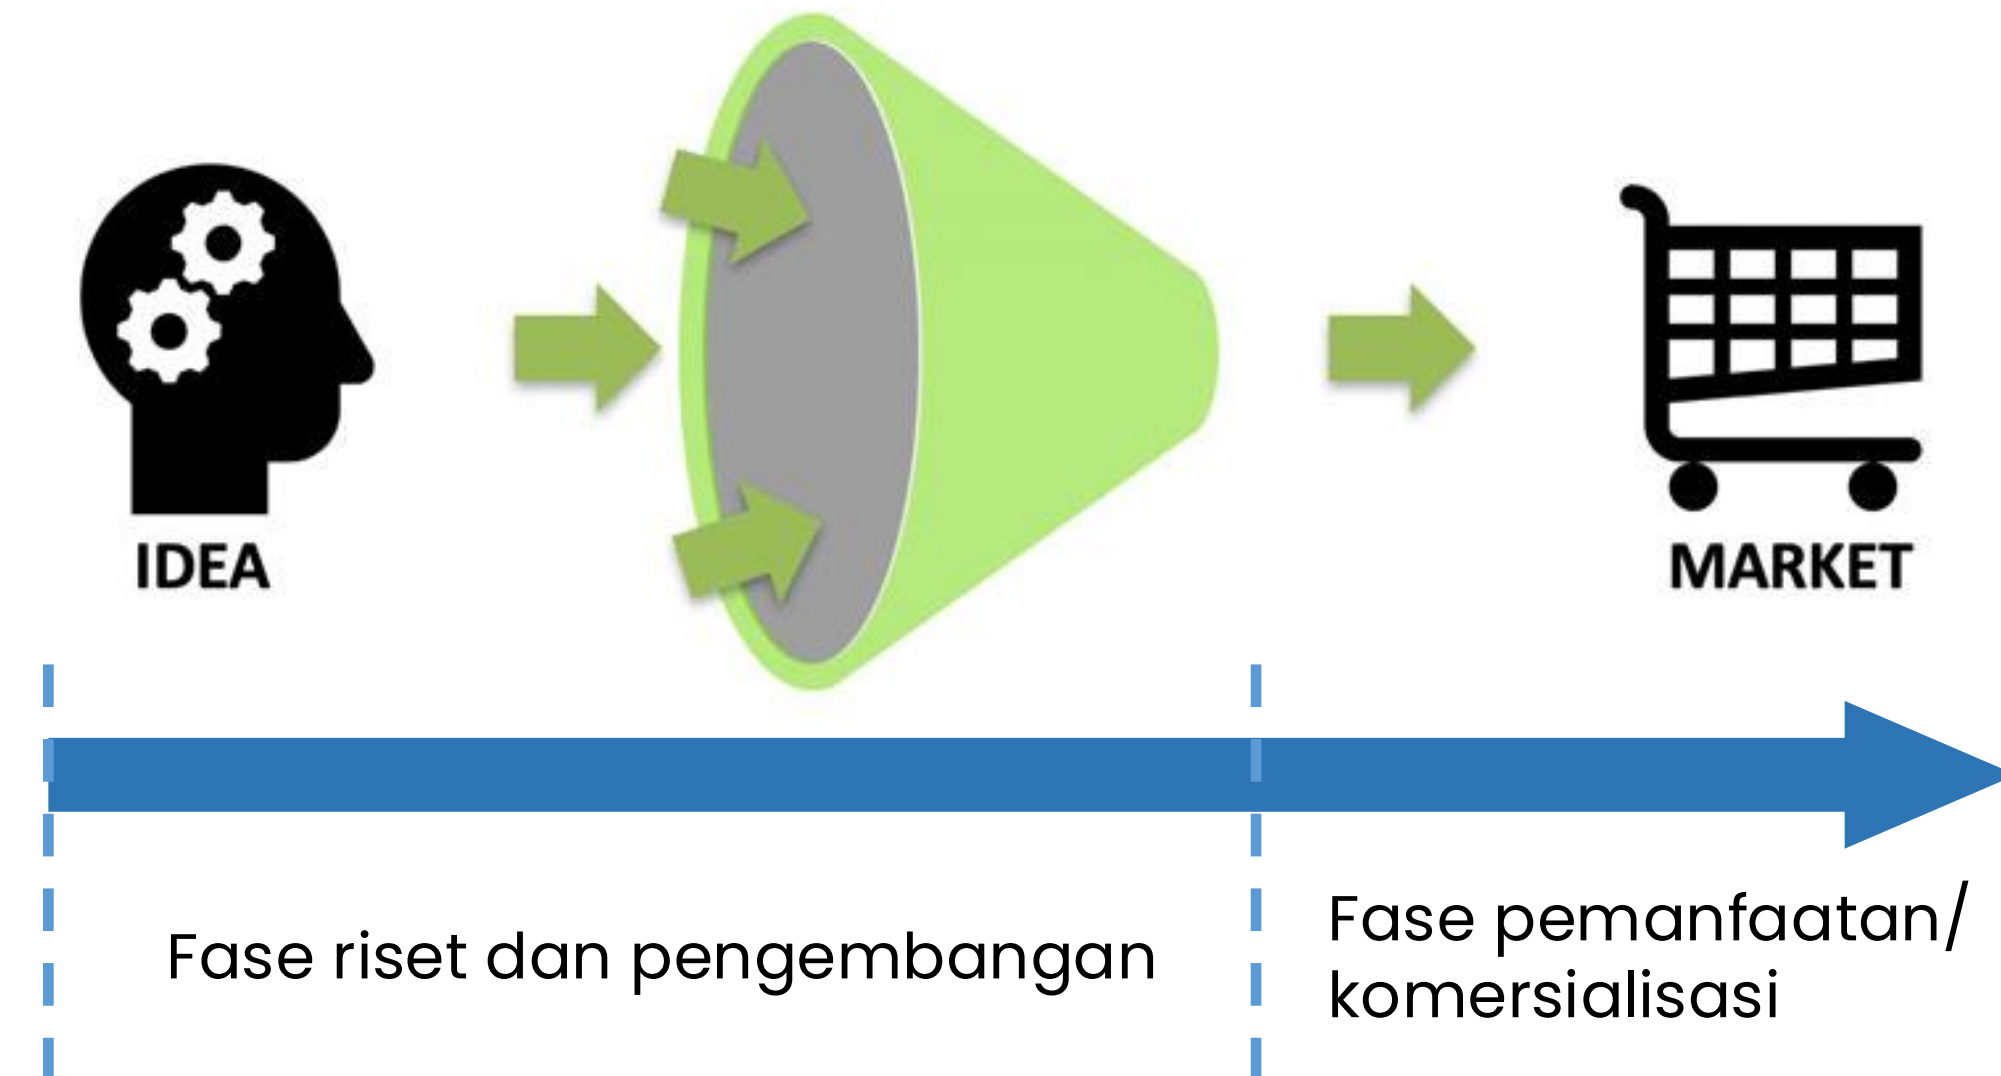 IDEA
MARKET
Fase riset dan pengembangan
Fase pemanfaatan/
komersialisasi